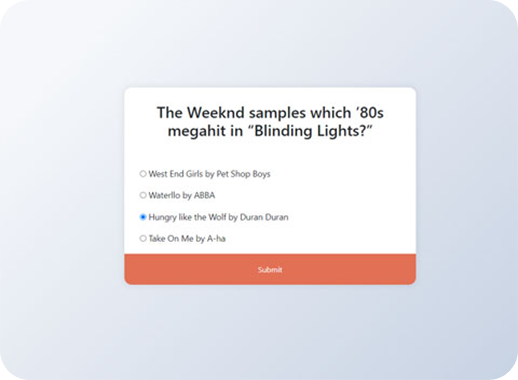 The Weeknd samples which ’80s
megahit in “Blinding Lights?”
West End Girls by Pet Shop Boys
Waterllo by ABBA
Hungry like the Wolf by Duran Duran
Take On Me by A-ha
Submit